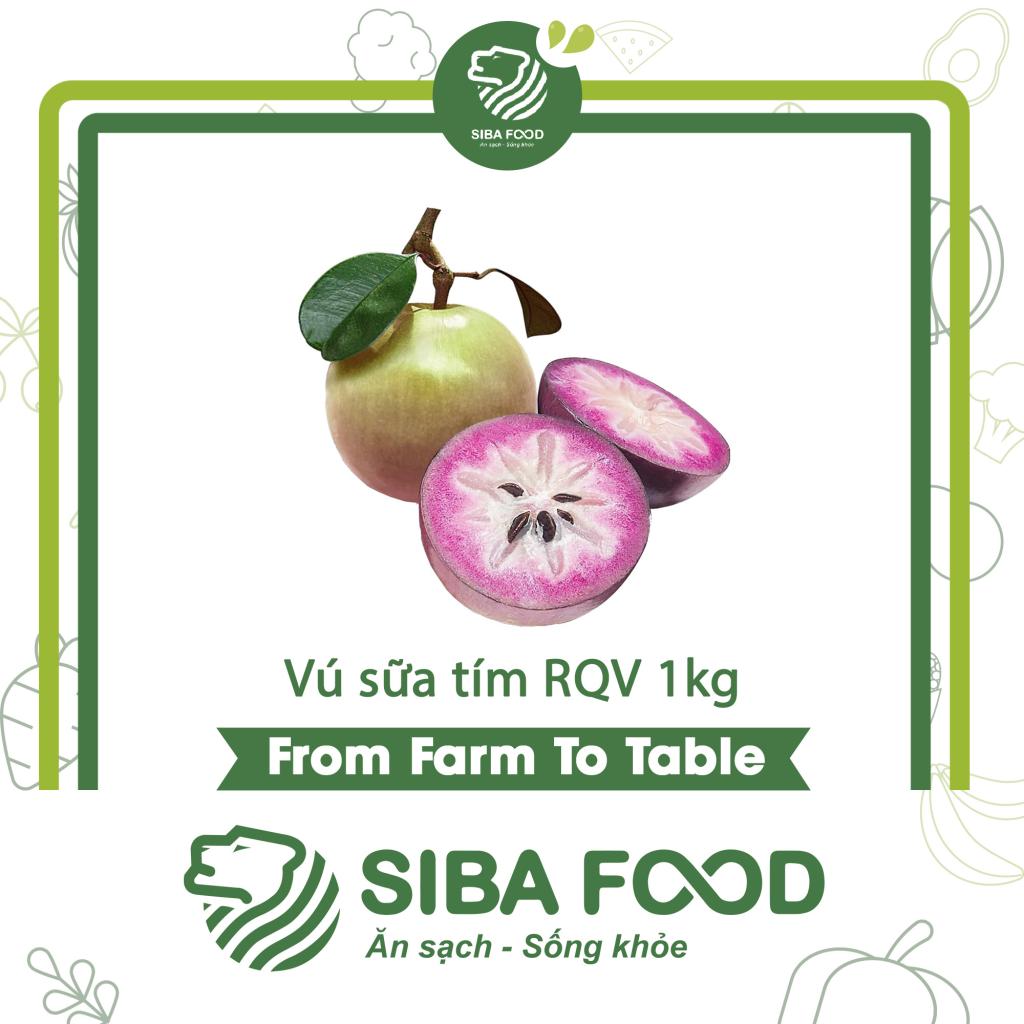 SIBA FOOD
Ăn sạch - Sống khỏe
Vú sữa tím RQV 1kg
From Farm To Table
SIBA FOOD
Ăn sạch - Sống khỏe